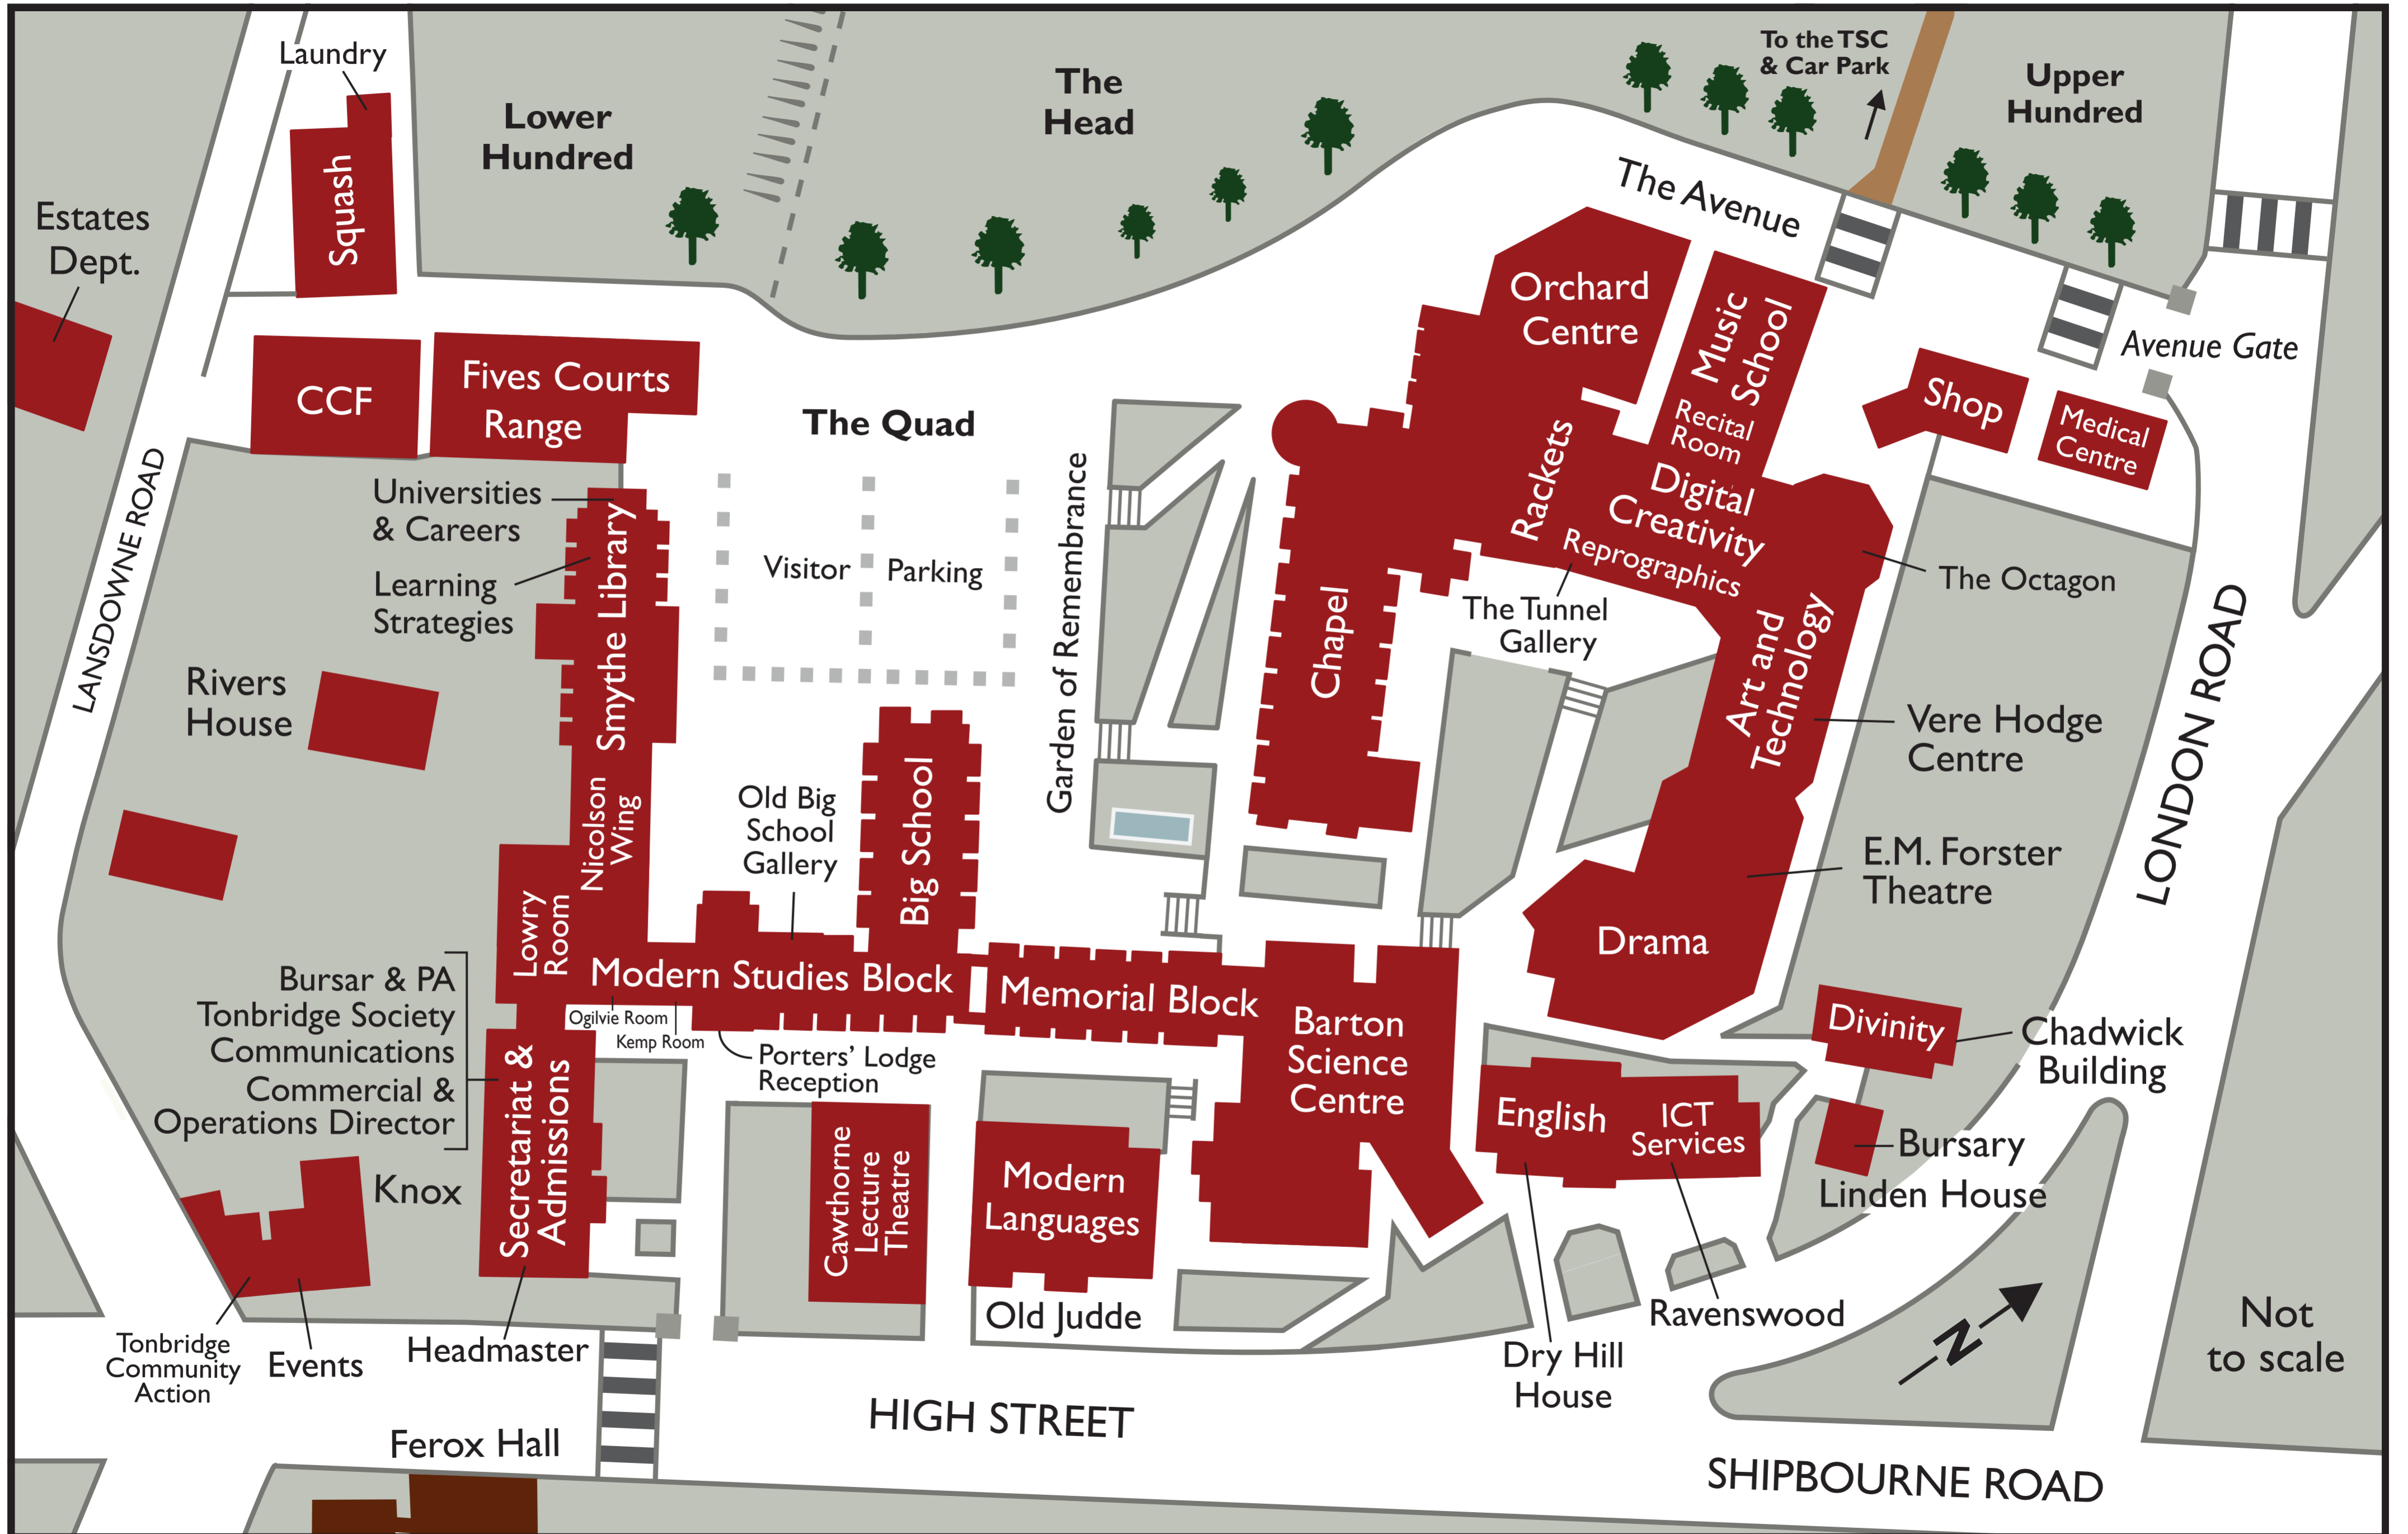 Laundry
Squash
Estates
Dept.
Lower
Hundred
The
Head
To the TSC
& Car Park
Upper
Hundred
The Avenue
Avenue Gate
CCF
Fives Courts
Range
The Quad
Visitor
Parking
Garden of Remembrance
Orchard
Centre
Music
School
Recital
Room
Rackets
Digital
Creativity
Reprographics
Shop
Medical
Centre
The Octagon
The Tunnel
Gallery
Art and
Technology
Vere Hodge
Centre
E.M. Forster
Theatre
Drama
LONDON ROAD
LANSDOWNE ROAD
Universities
& Careers
Learning
Strategies
Smythe Library
Rivers
House
Nicolson
Wing
Lowry
Room
Old Big
School
Gallery
Big School
Chapel
Modern Studies Block
Memorial Block
Ogilvie Room
Kemp Room
Porters' Lodge
Reception
Barton
Science
Centre
Bursar & PA
Tonbridge Society
Communications
Commercial &
Operations Director
Secretariat &
Admissions
Knox
Cawthorne
Lecture
Theatre
Modern
Languages
Old Judde
English
ICT
Services
Divinity
Chadwick
Building
Bursary
Linden House
Ravenswood
Dry Hill
House
Tonbridge
Community
Action
Events
Headmaster
Ferox Hall
HIGH STREET
SHIPBOURNE ROAD
N
Not
to scale